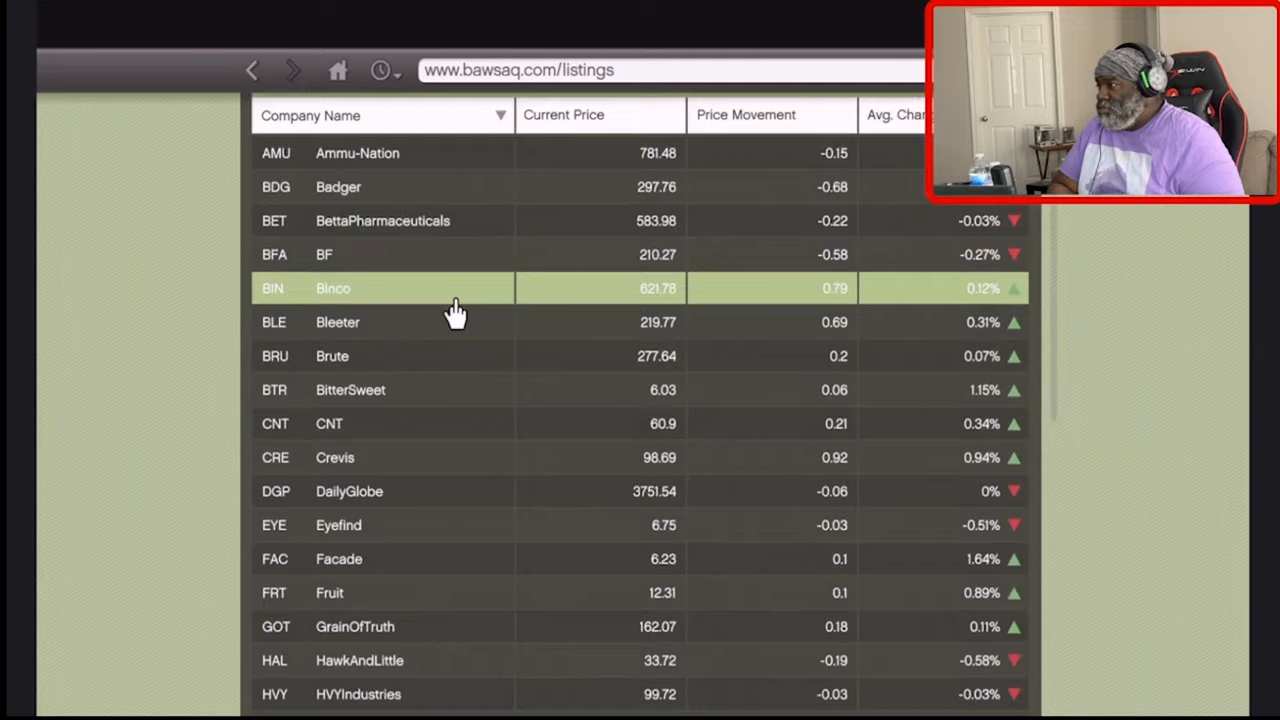 www.bawsaq.com/listings
Company Name Current Price Price Movement Avg.
AMU Ammu-Nation 781.48 -0.15
BDG Badger 297.76 -0.68
BET BettaPharmaceuticals 583.98 -0.22 -0.03%
BFA BF 210.27 -0.58 -0.27%
BIN Binco 621.78 0.79 0.12%
BLE Bleeter 219.77 0.69 0.31%
BRU Brute 277.64 0.2 0.07%
BTR BitterSweet 6.03 0.06 1.15%
CNT CNT 60.9 0.21 0.34%
CRE Crevis 98.69 0.92 0.94%
DGP DailyGlobe 3751.54 -0.06 0%
EYE Eyefind 6.75 -0.03 -0.51%
FAC Facade 6.23 0.1 1.64%
FRT Fruit 12.31 0.1 0.89%
GOT GrainOfTruth 162.07 0.18 0.11%
HAL HawkAndLittle 33.72 -0.19 -0.58%
HVY HVYIndustries 99.72 -0.03 -0.03%